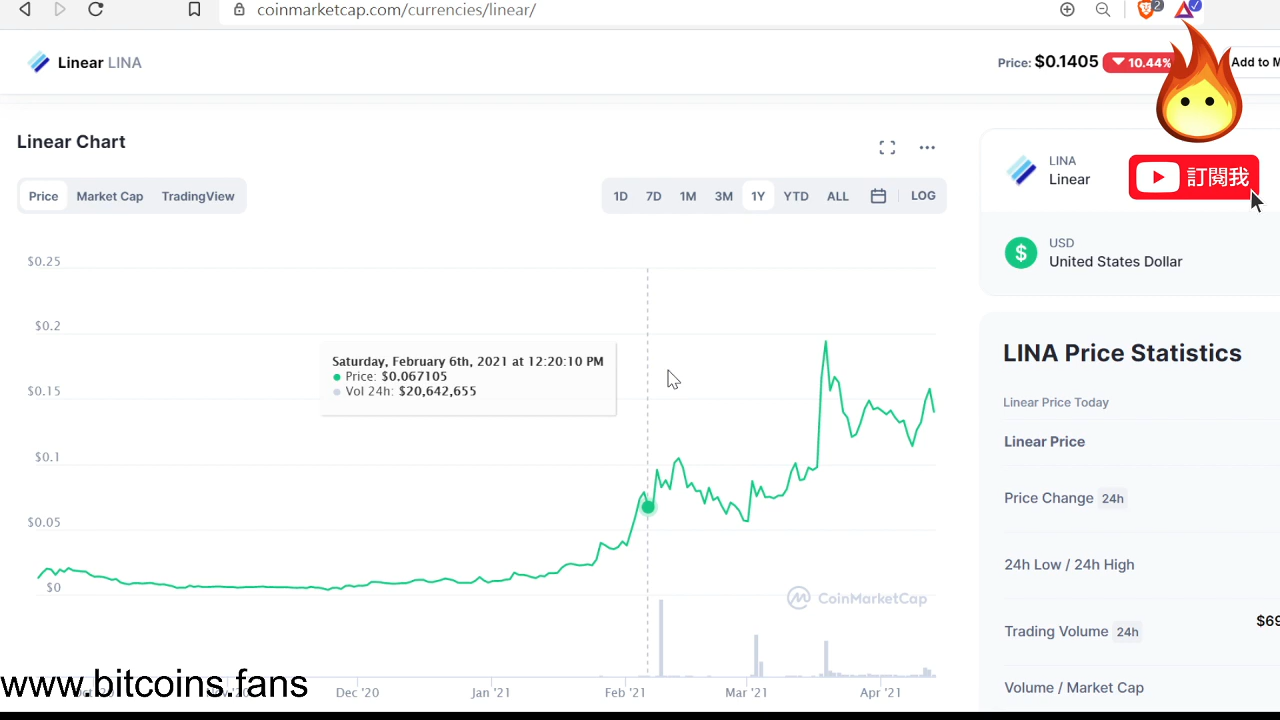 coinmarketcap.com/currencies/linear/
2
Linear LINA
Price: $0.1405
10.44%
Add to M
Linear Chart
Price
Market Cap
TradingView
1D
7D
1M
3M
1Y
YTD
ALL
LOG
LINA
Linear
訂閱我
USD
United States Dollar
$0.25
$0.2
$0.15
$0.1
$0.05
$0
Saturday, February 6th, 2021 at 12:20:10 PM
Price: $0.067105
Vol 24h: $20,642,655
CoinMarketCap
Dec '20
Jan '21
Feb '21
Mar '21
Apr '21
www.bitcoins.fans
LINA Price Statistics
Linear Price Today
Linear Price
Price Change 24h
24h Low / 24h High
Trading Volume 24h
$69
Volume / Market Cap